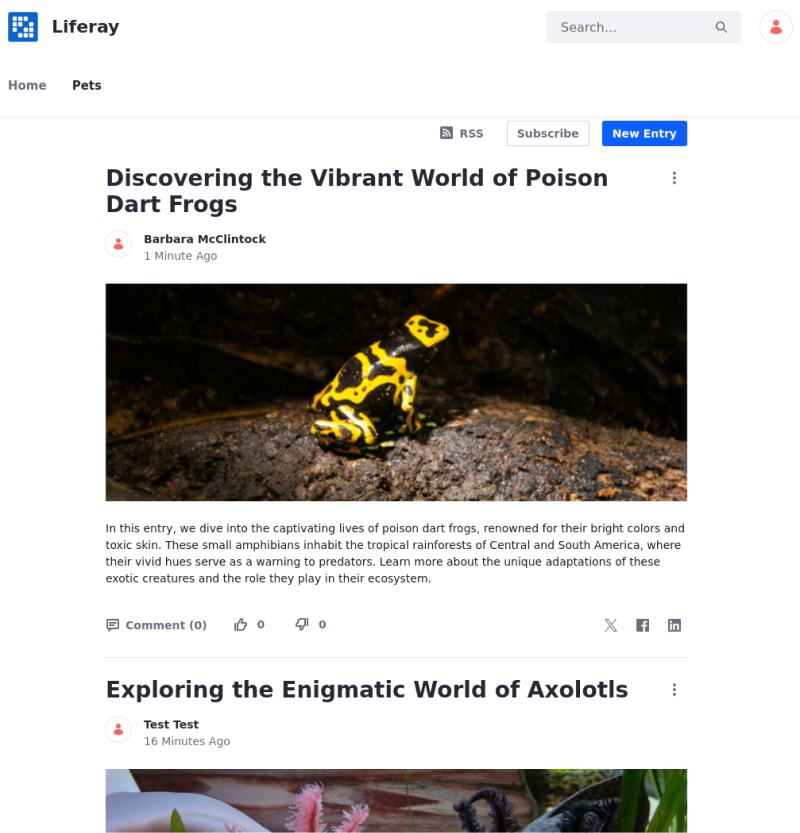 Liferay
Search...
Home
Pets
RSS
Subscribe
New Entry
Discovering the Vibrant World of Poison
Dart Frogs
Barbara McClintock
1 Minute Ago
In this entry, we dive into the captivating lives of poison dart frogs, renowned for their bright colors and
toxic skin. These small amphibians inhabit the tropical rainforests of Central and South America, where
their vivid hues serve as a warning to predators. Learn more about the unique adaptations of these
exotic creatures and the role they play in their ecosystem.
Comment (0)
0
0
Exploring the Enigmatic World of Axolotls
Test Test
16 Minutes Ago